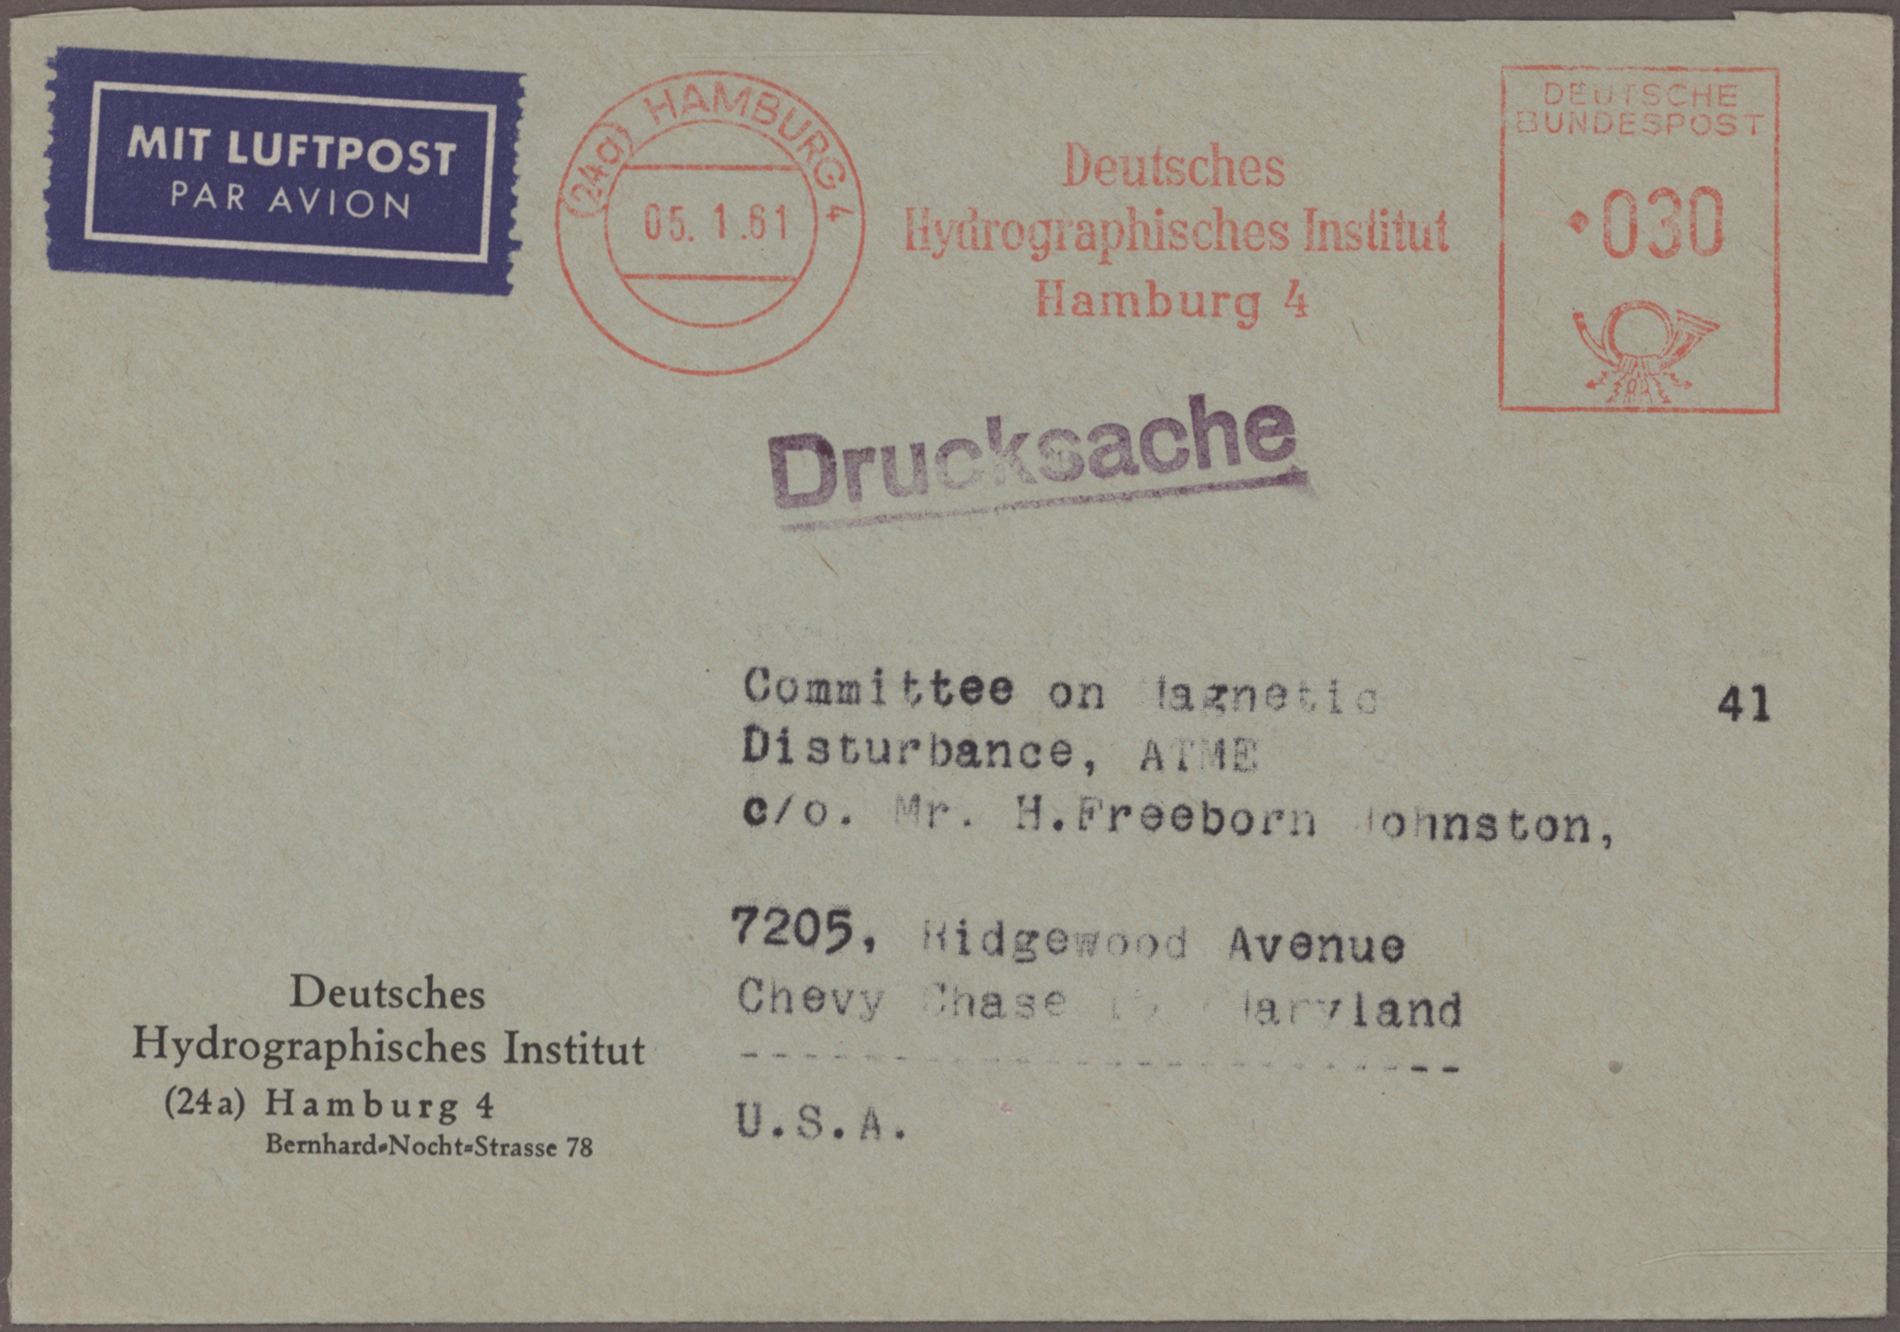 MIT LUFTPOST
PAR AVION
(24a) HAMBURG 4
05. 1.61
Deutsches
Hydrographisches Institut
Hamburg 4
DEUTSCHE
BUNDESPOST
030
Drucksache
Committee on Magnetic
41
Disturbance, ATME
c/o. Mr. H.Freeborn Johnston,
7205, Ridgewood Avenue
Chevy Chase Maryland
U.S.A.
Deutsches
Hydrographisches Institut
(24a) Hamburg 4
Bernhard-Nocht-Strasse 78